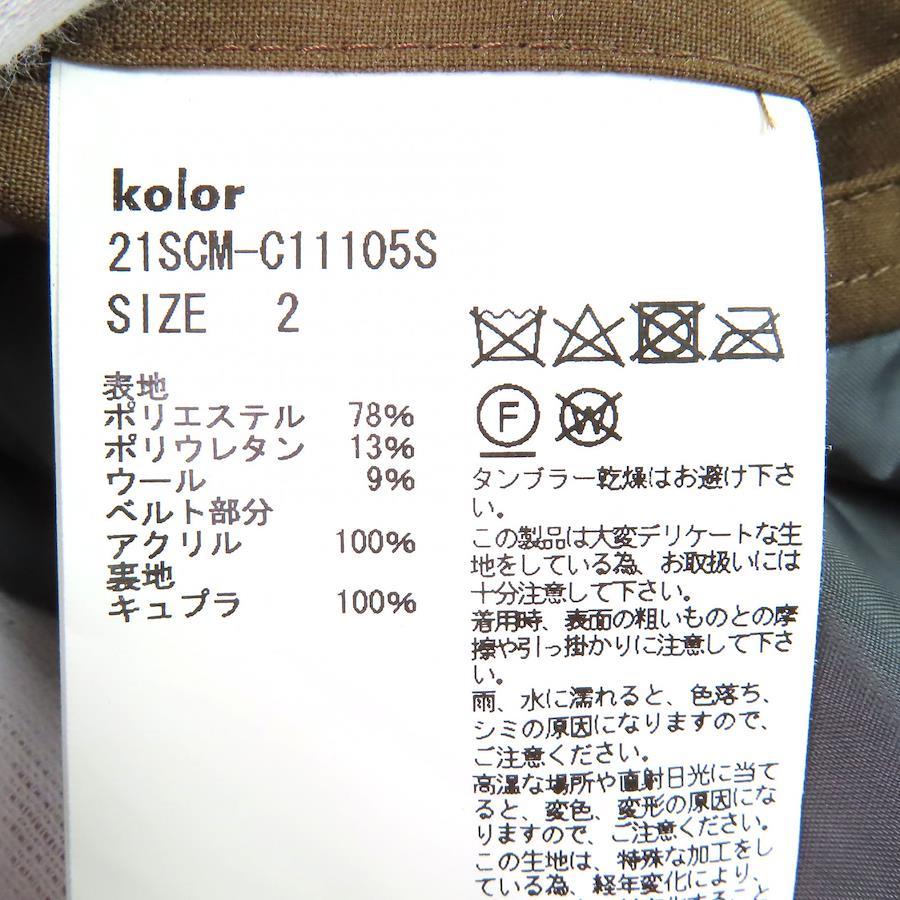 kolor
21SCM-C11105S
SIZE 2
表地
ポリエステル 78%
ポリウレタン 13%
ウール 9%
ベルト部分
アクリル 100%
裏地
キュプラ 100%
F
W
タンブラー乾燥はお避け下さ
い。
この製品は大変デリケートな生
地をしている為、お取扱いには
十分注意して下さい。
着用時、表面の粗いものとの摩
擦や引っ掛かりに注意して下さ
い。
雨、水に濡れると、色落ち、
シミの原因になりますので、
ご注意ください。
高温な場所や直射日光に当て
ると、変色、変形の原因にな
りますので、ご注意ください。
この生地は、特殊な加工をし
ている為、経年変化により、